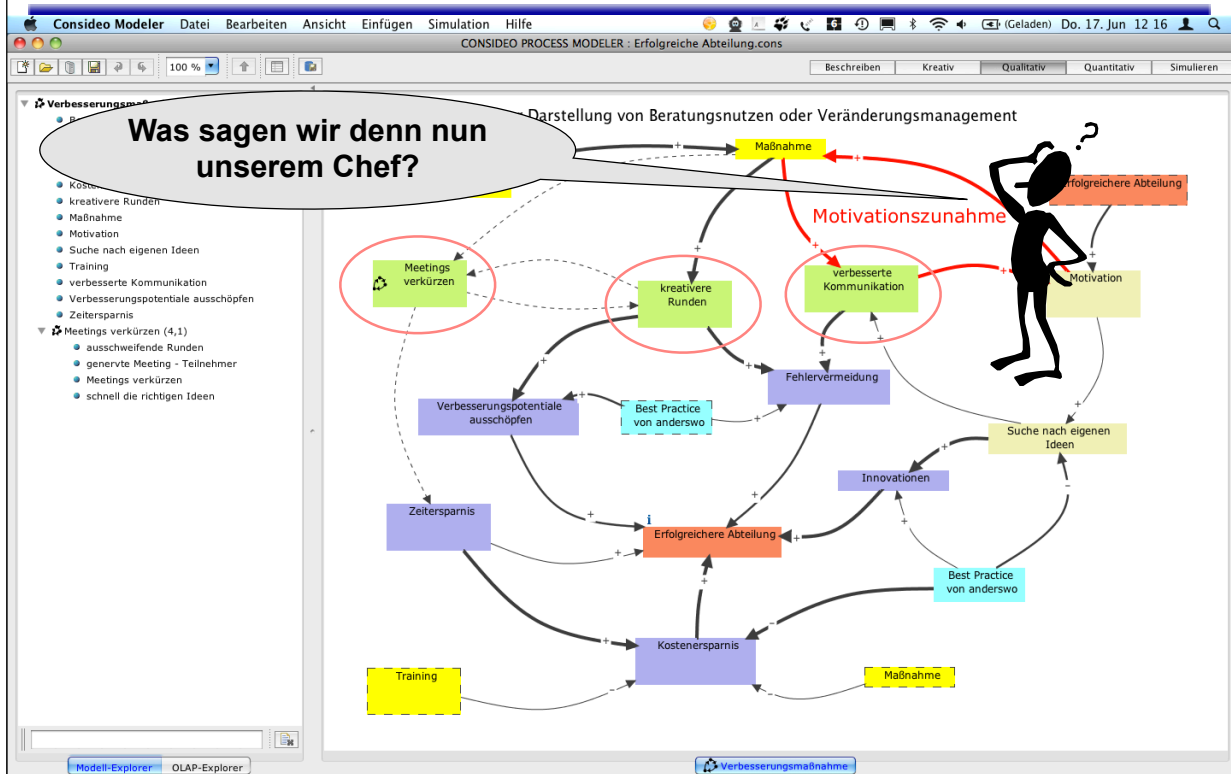 Consideo Modeler Datei Bearbeiten Ansicht Einfügen Simulation Hilfe
(Geladen) Do. 17. Jun 12 16
CONSIDEO PROCESS MODELER : Erfolgreiche Abteilung.cons
100 %
Beschreiben Kreativ Qualitativ Quantitativ Simulieren
Was sagen wir denn nun
unserem Chef?
kreativere Runden
Maßnahme
Motivation
Suche nach eigenen Ideen
Training
verbesserte Kommunikation
Verbesserungspotentiale ausschöpfen
Zeitersparnis
Meetings verkürzen (4,1)
ausschweifende Runden
genervte Meeting - Teilnehmer
Meetings verkürzen
schnell die richtigen Ideen
Modell-Explorer OLAP-Explorer
Darstellung von Beratungsnutzen oder Veränderungsmanagement
Maßnahme
+
+
+
Erfolgreichere Abteilung
Motivationszunahme
+
+
+
Meetings
verkürzen
kreativere
Runden
verbesserte
Kommunikation
+
Motivation
+
+
+
Fehlervermeidung
Verbesserungspotentiale
ausschöpfen
+
Best Practice
von anderswo
+
+
+
Suche nach eigenen
Ideen
+
Innovationen
-
+
+
Zeitersparnis
+
i
Erfolgreichere Abteilung
+
+
+
Best Practice
von anderswo
+
-
Kostenersparnis
Training
-
-
Maßnahme
Verbesserungsmaßnahme